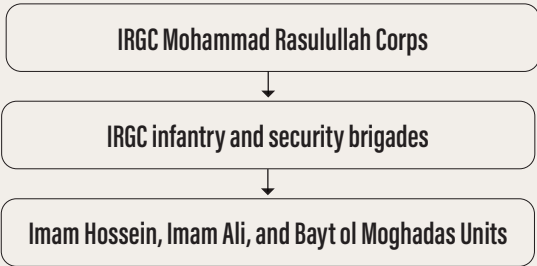 IRGC Mohammad Rasulullah Corps
IRGC infantry and security brigades
Imam Hossein, Imam Ali, and Bayt ol Moghadas Units